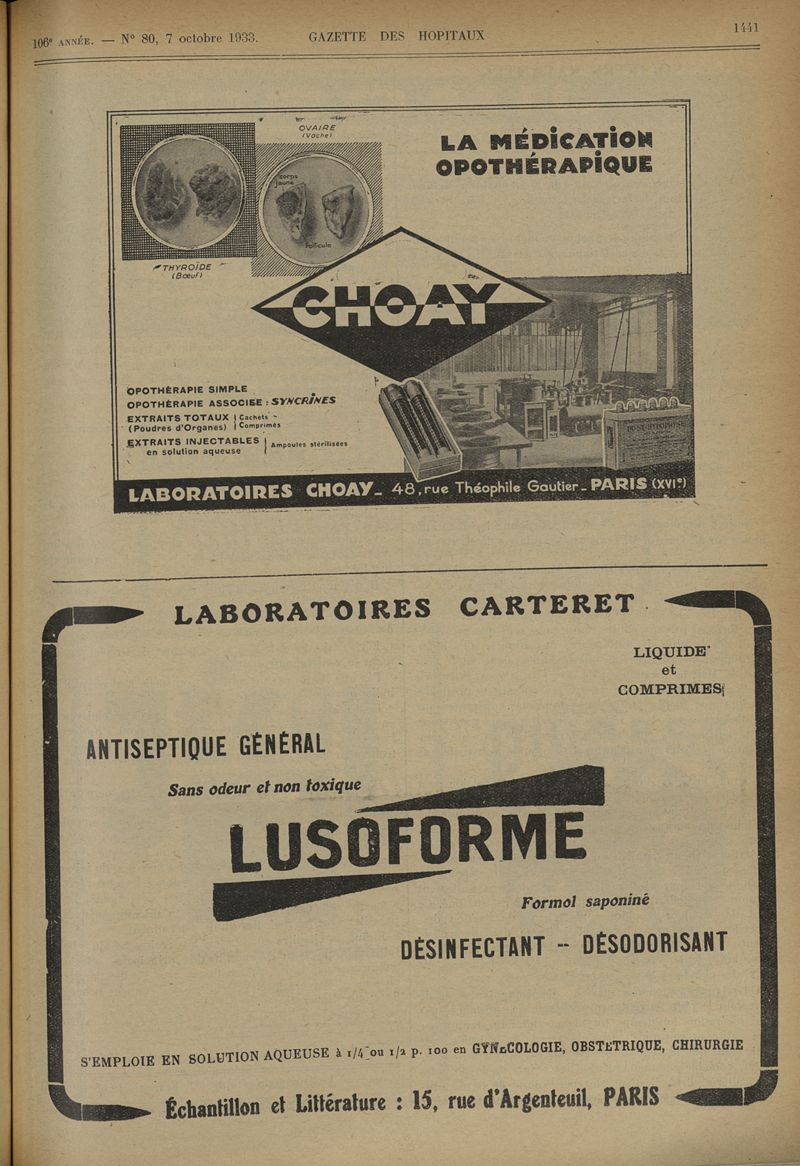 106e ANNÉE. — N° 80, 7 octobre 1933.
GAZETTE DES HOPITAUX
1441
OVAIRE
(Vache)
LA MÉDICATION
OPOTHÉRAPIQUE
corps
jaune
Follicule
THYROÏDE
(Bœuf)
CHOAY
OPOTHÉRAPIE SIMPLE
OPOTHÉRAPIE ASSOCIÉE : SYNCRINES
EXTRAITS TOTAUX | Cachets
(Poudres d'Organes) | Comprimés
EXTRAITS INJECTABLES | Ampoules stérilisées
en solution aqueuse
LABORATOIRES CHOAY_ 48, rue Théophile Gautier_ PARIS (XVIe)
LABORATOIRES CARTERET
LIQUIDE
et
COMPRIMES
ANTISEPTIQUE GÉNÉRAL
Sans odeur et non toxique
LUSOFORME
Formol saponiné
DÉSINFECTANT -- DÉSODORISANT
S'EMPLOIE EN SOLUTION AQUEUSE à 1/4 ou 1/2 p. 100 en GYNÉCOLOGIE, OBSTÉTRIQUE, CHIRURGIE
Échantillon et Littérature : 15, rue d'Argenteuil, PARIS